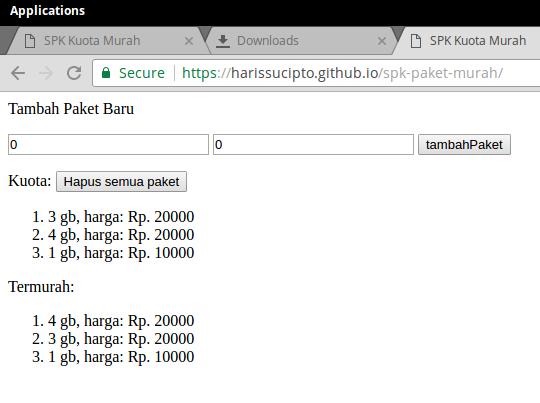 Applications
SPK Kuota Murah
Downloads
SPK Kuota Murah
Secure https://harissucipto.github.io/spk-paket-murah/
Tambah Paket Baru
0 0 tambahPaket
Kuota: Hapus semua paket
1. 3 gb, harga: Rp. 20000
2. 4 gb, harga: Rp. 20000
3. 1 gb, harga: Rp. 10000
Termurah:
1. 4 gb, harga: Rp. 20000
2. 3 gb, harga: Rp. 20000
3. 1 gb, harga: Rp. 10000